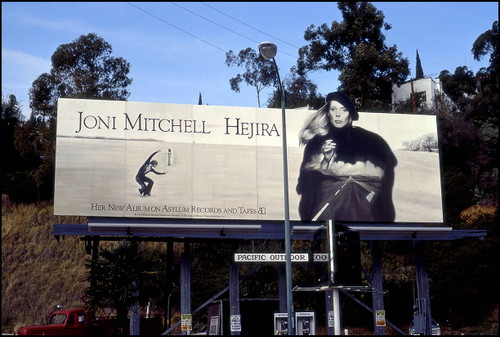 JONI MITCHELL HEJIRA
HER NEW ALBUM ON ASYLUM RECORDS AND TAPES
PACIFIC OUTDOOR